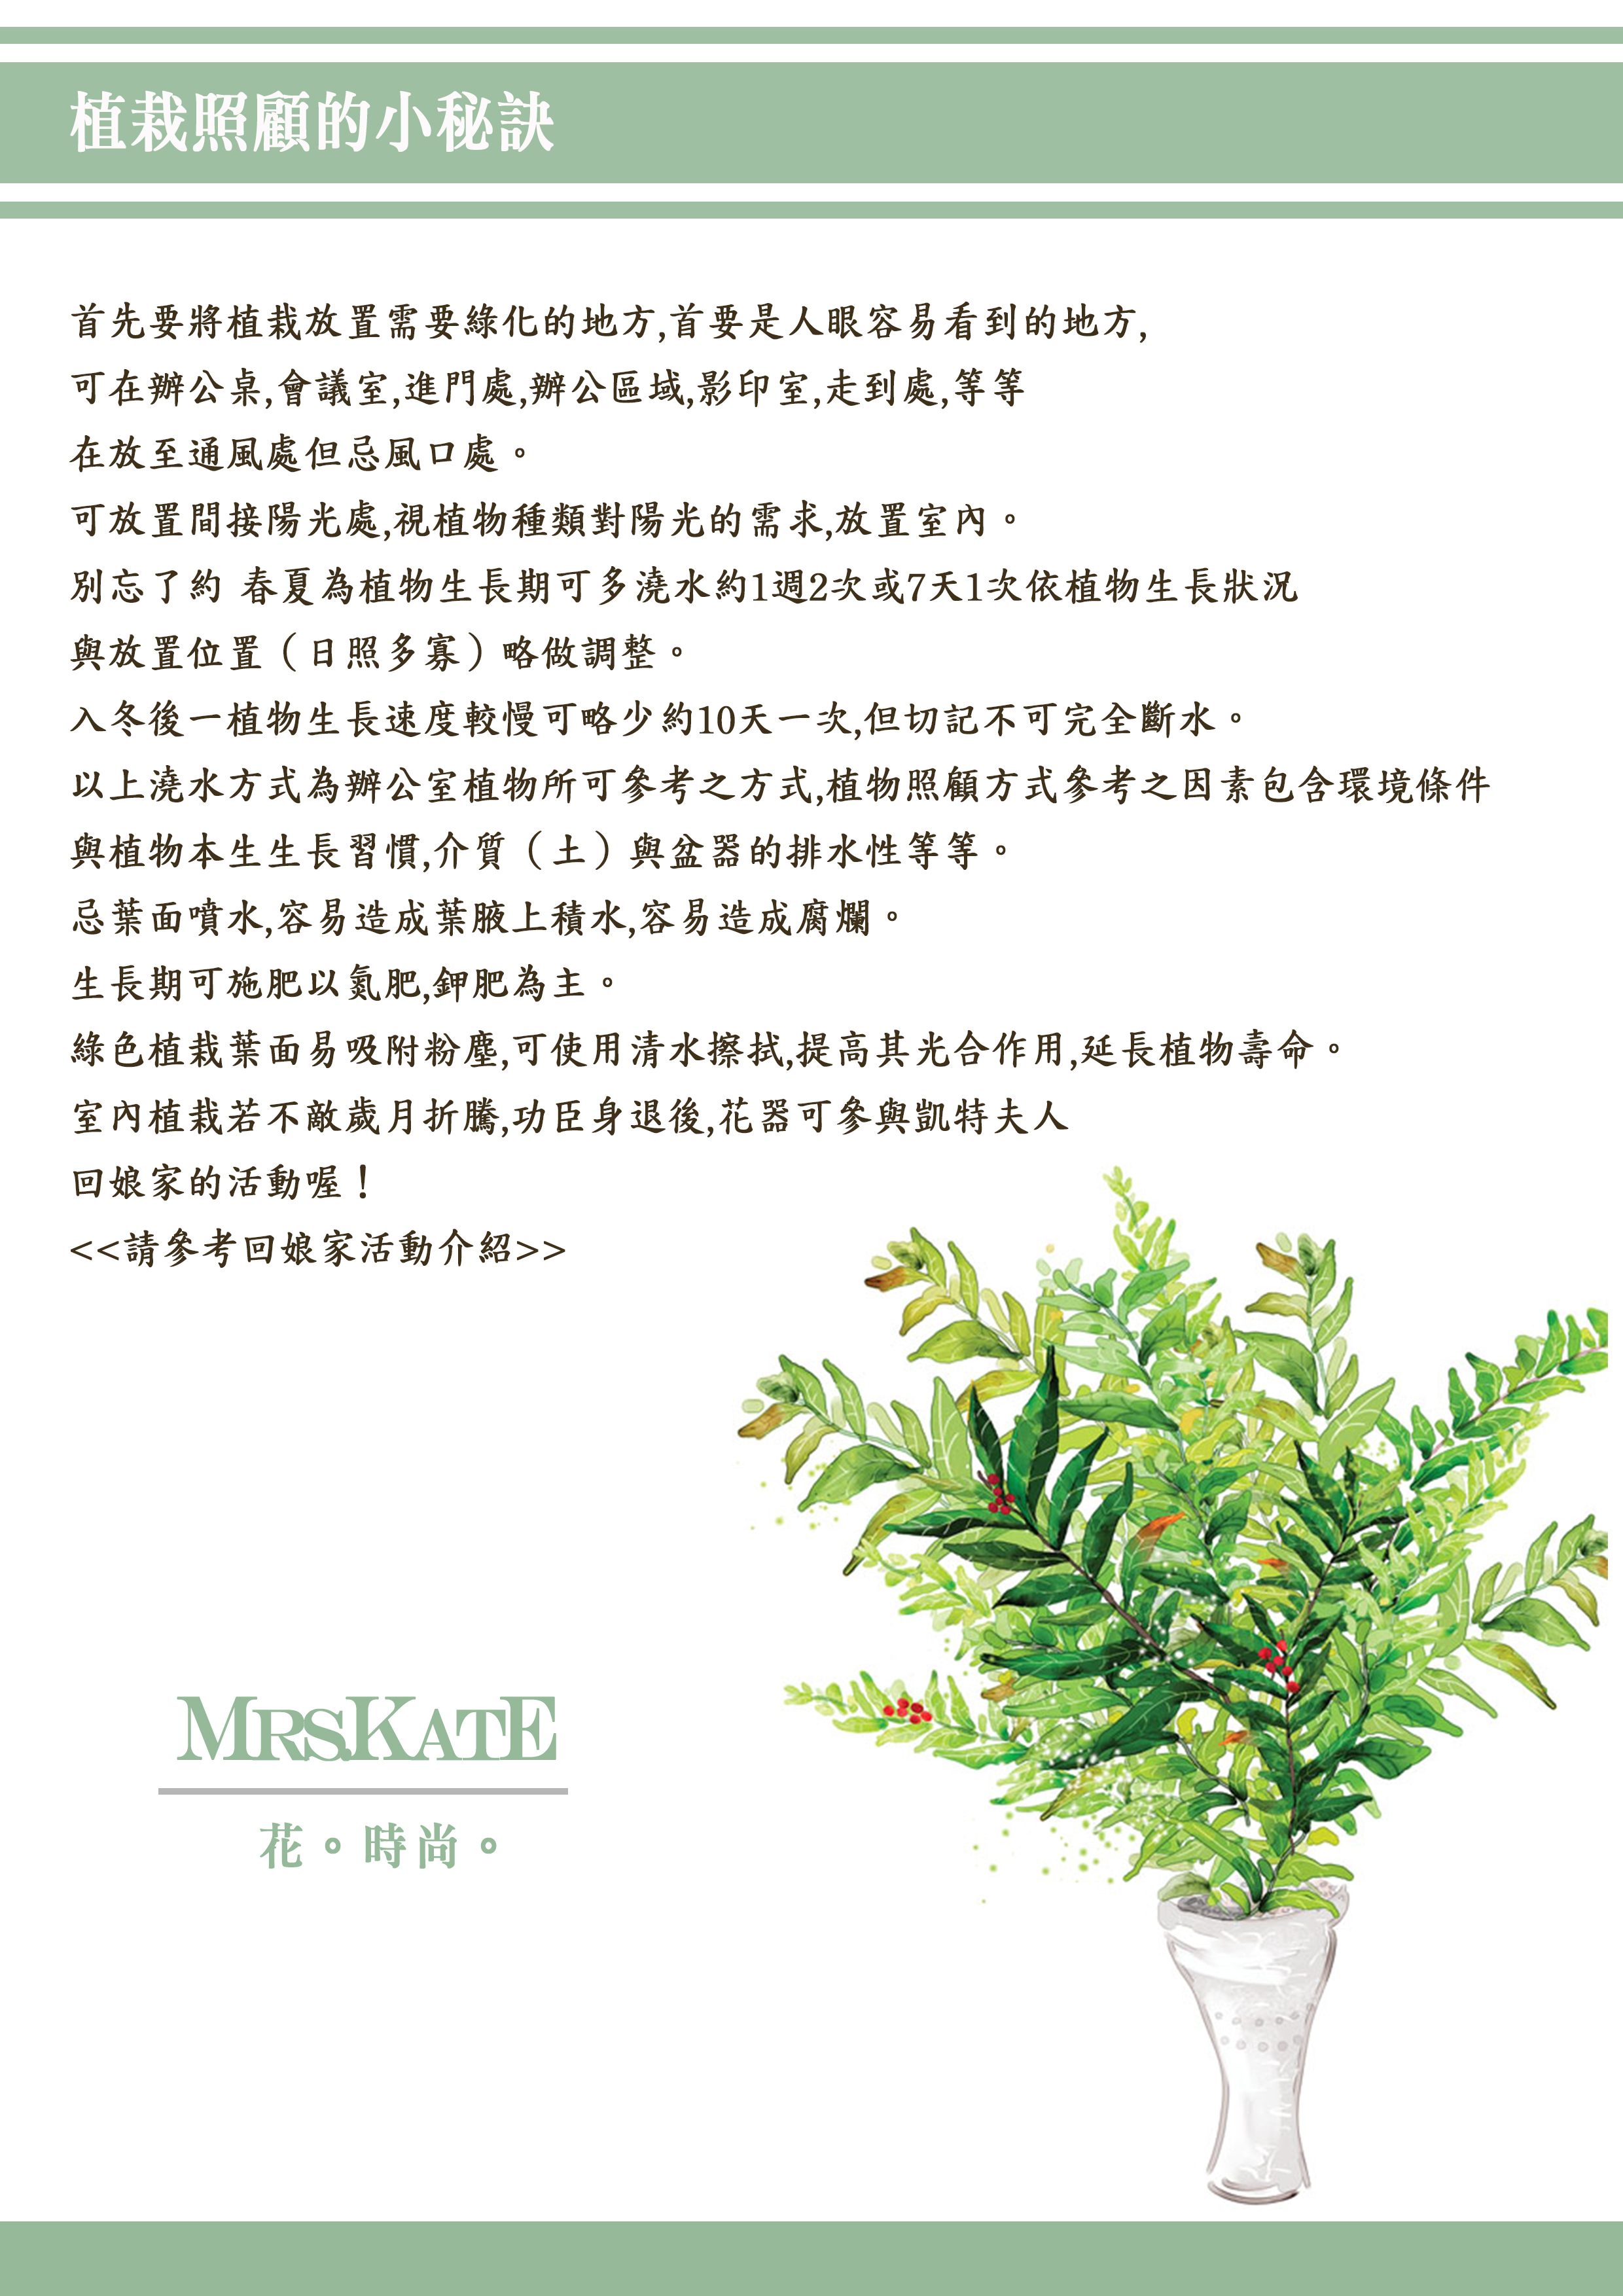 植栽照顧的小秘訣
首先要將植栽放置需要綠化的地方,首要是人眼容易看到的地方,
可在辦公桌,會議室,進門處,辦公區域,影印室,走到處,等等
在放至通風處但忌風口處。
可放置間接陽光處,視植物種類對陽光的需求,放置室內。
別忘了約 春夏為植物生長期可多澆水約1週2次或7天1次依植物生長狀況
與放置位置（日照多寡）略做調整。
入冬後一植物生長速度較慢可略少約10天一次,但切記不可完全斷水。
以上澆水方式為辦公室植物所可參考之方式,植物照顧方式參考之因素包含環境條件
與植物本生生長習慣,介質（土）與盆器的排水性等等。
忌葉面噴水,容易造成葉腋上積水,容易造成腐爛。
生長期可施肥以氮肥,鉀肥為主。
綠色植栽葉面易吸附粉塵,可使用清水擦拭,提高其光合作用,延長植物壽命。
室內植栽若不敵歲月折騰,功臣身退後,花器可參與凱特夫人
回娘家的活動喔！
<<請參考回娘家活動介紹>>
MRS.KATE
花。時尚。